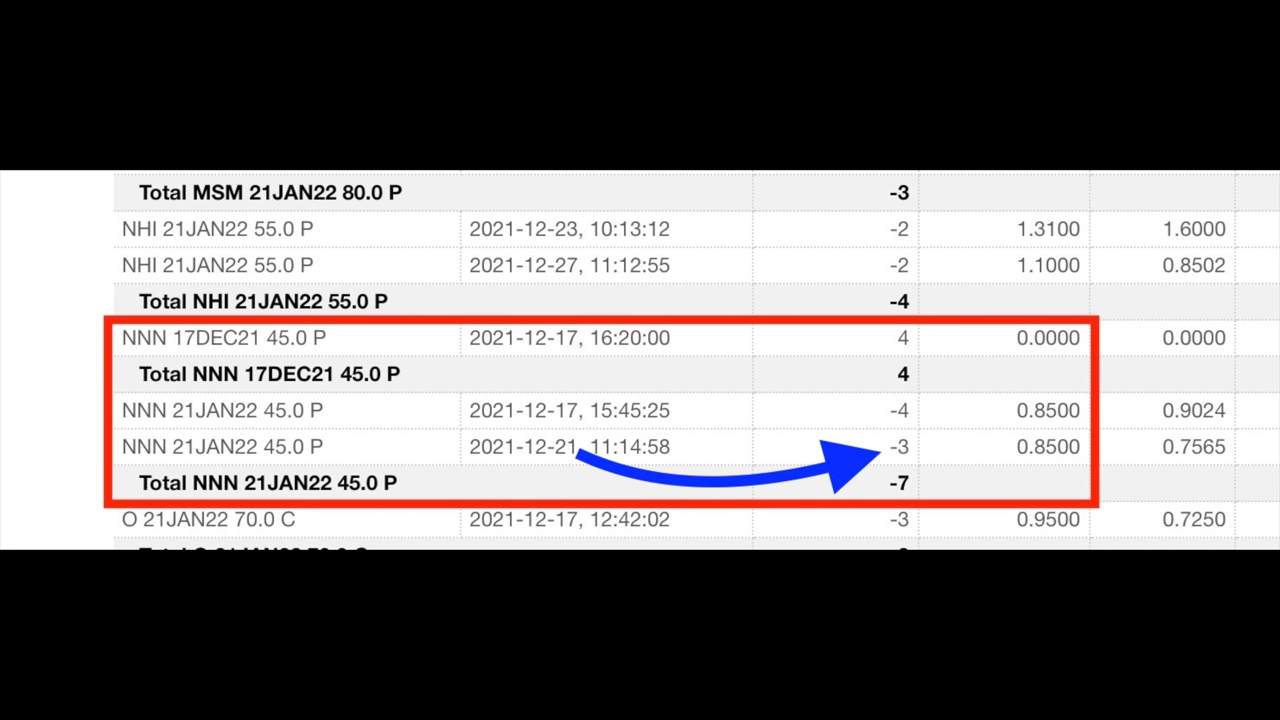 Total MSM 21JAN22 80.0 P -3
NHI 21JAN22 55.0 P 2021-12-23, 10:13:12 -2 1.3100 1.6000
NHI 21JAN22 55.0 P 2021-12-27, 11:12:55 -2 1.1000 0.8502
Total NHI 21JAN22 55.0 P -4
NNN 17DEC21 45.0 P 2021-12-17, 16:20:00 4 0.0000 0.0000
Total NNN 17DEC21 45.0 P 4
NNN 21JAN22 45.0 P 2021-12-17, 15:45:25 -4 0.8500 0.9024
NNN 21JAN22 45.0 P 2021-12-21, 11:14:58 -3 0.8500 0.7565
Total NNN 21JAN22 45.0 P -7
O 21JAN22 70.0 C 2021-12-17, 12:42:02 -3 0.9500 0.7250